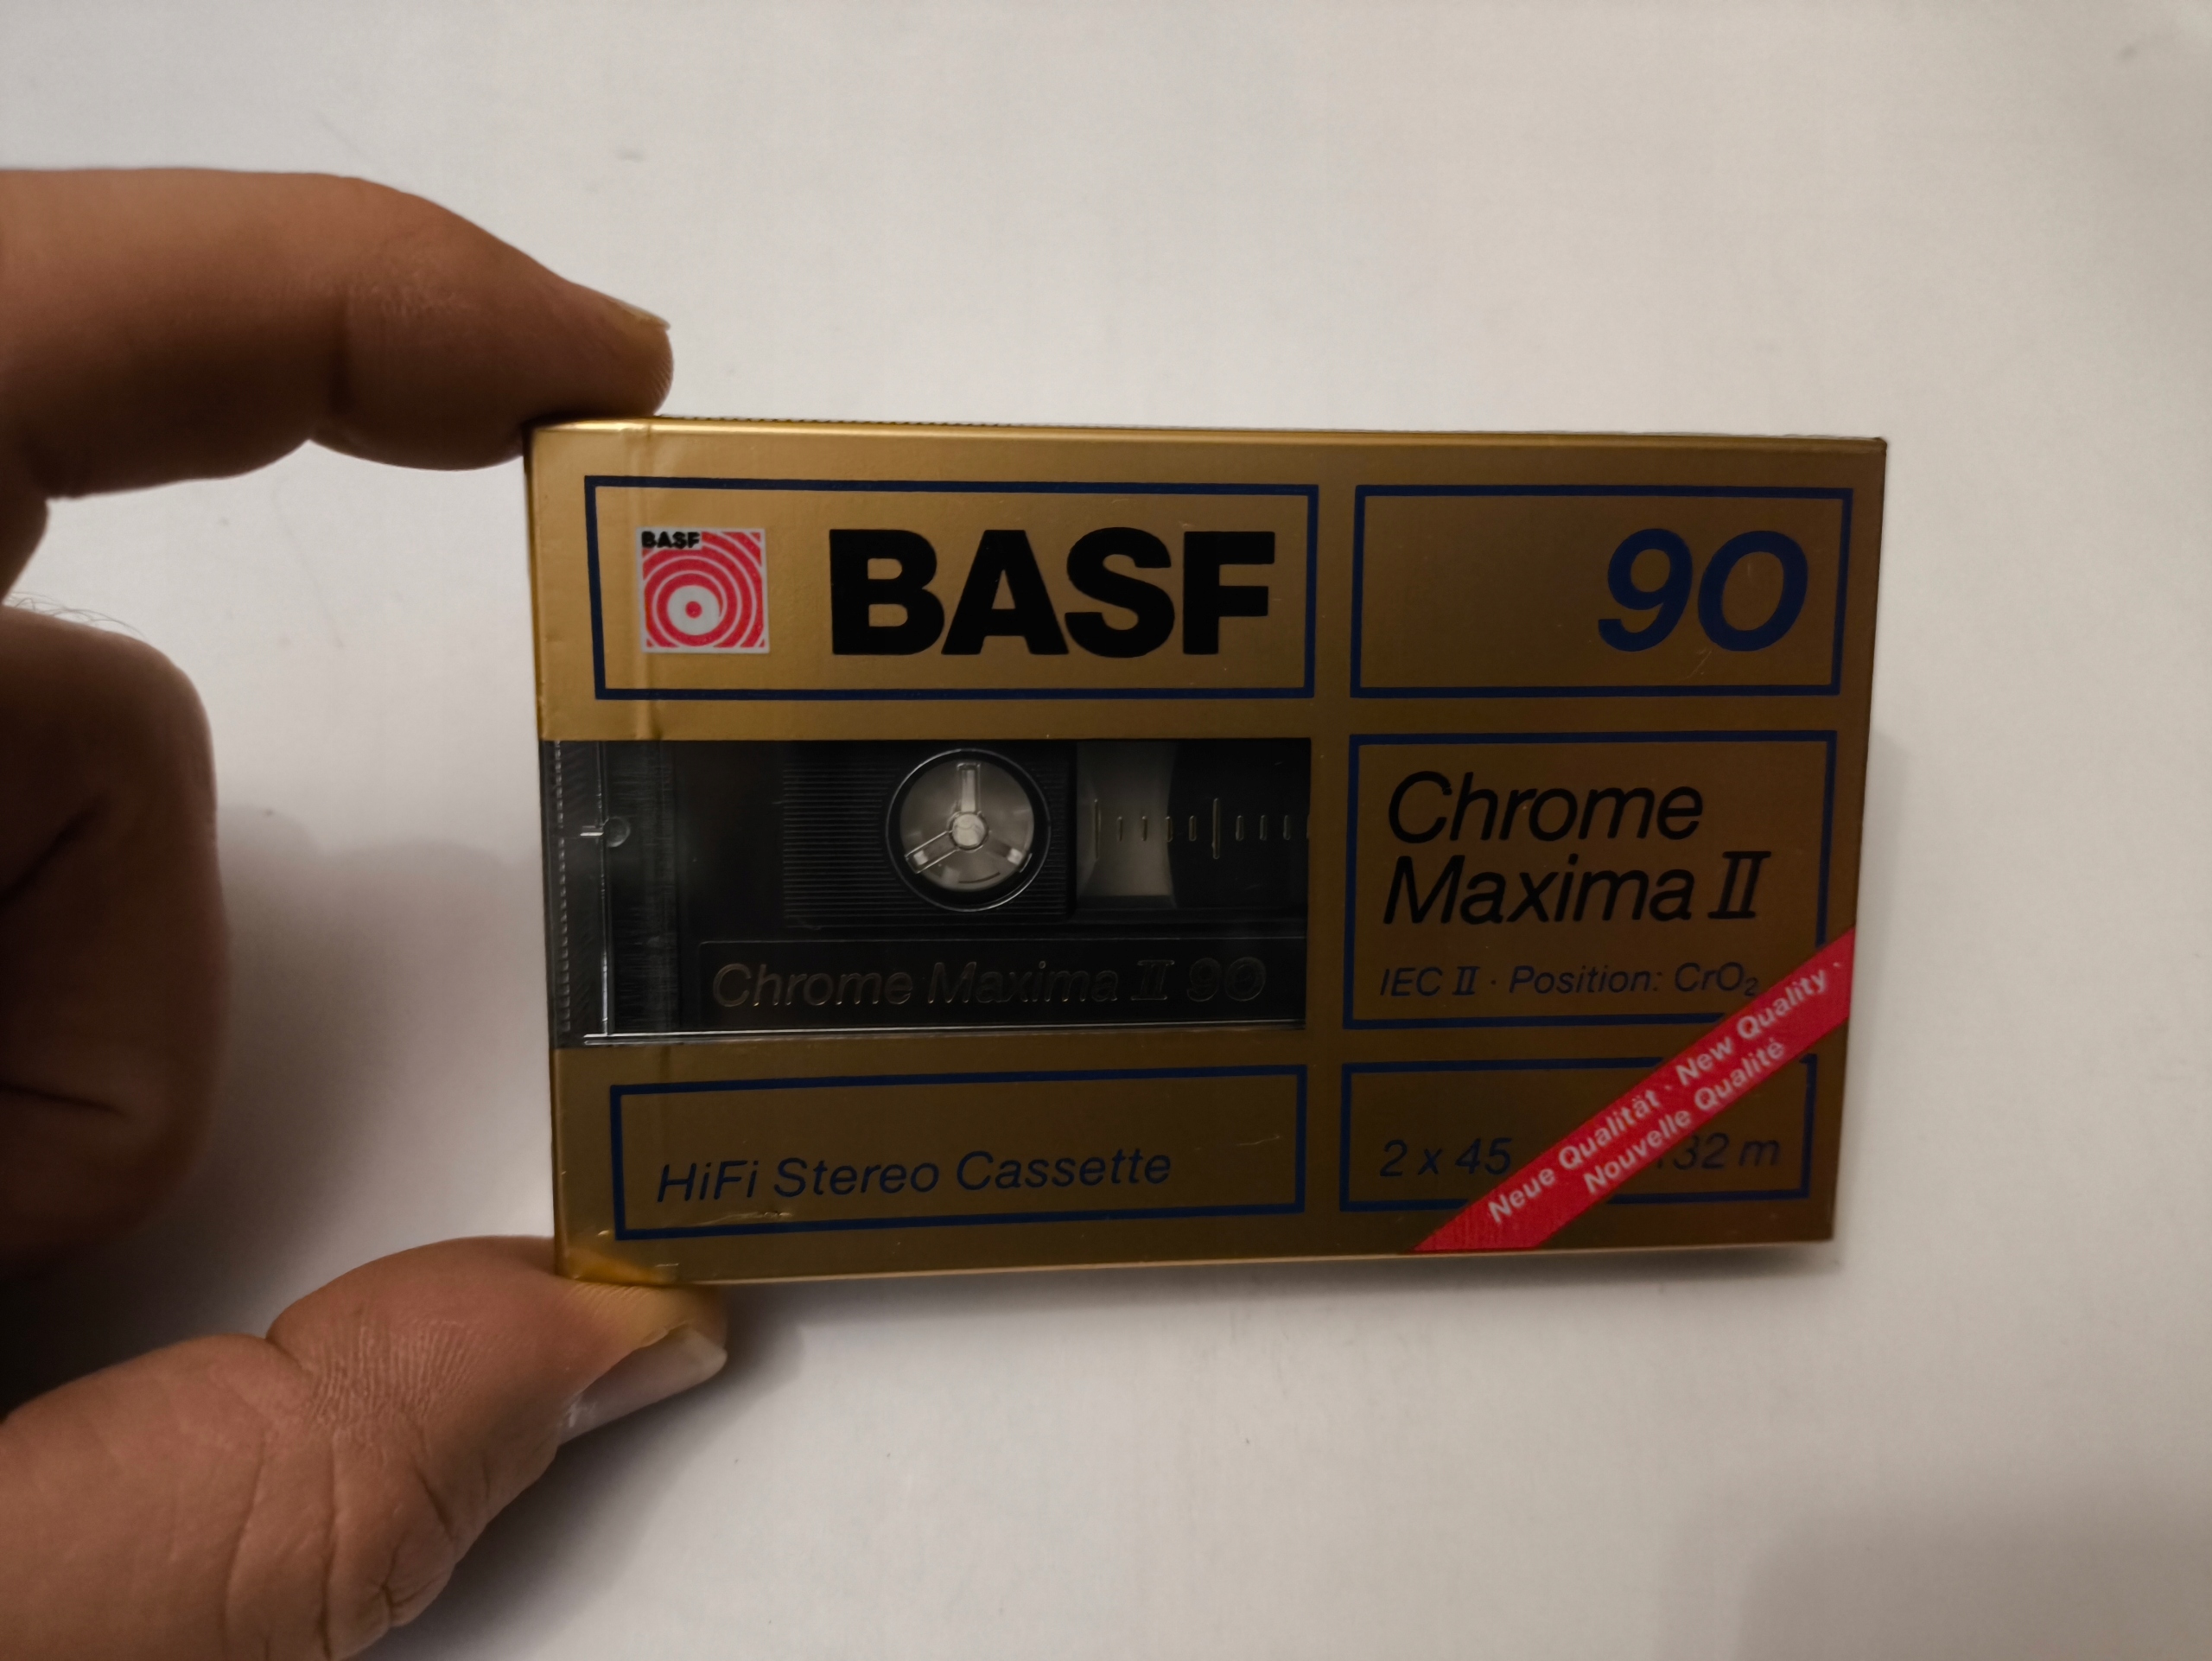 BASF
BASF
90
Chrome
Maxima II
IEC II · Position: CrO₂
Chrome Maxima II 90
HiFi Stereo Cassette
2 x 45
32 m
Neue Qualität · New Quality ·
Nouvelle Qualité